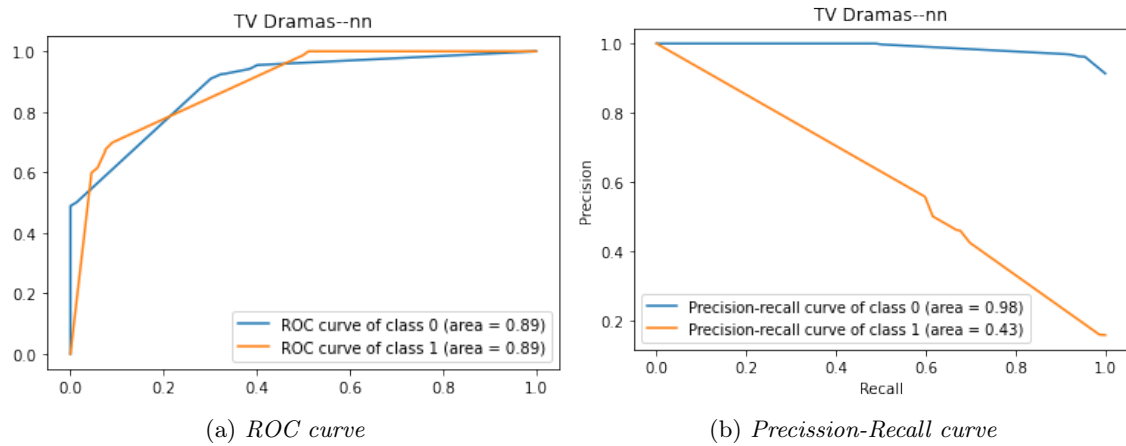 TV Dramas--nn
1.0
0.8
0.6
0.4
0.2
0.0
0.0 0.2 0.4 0.6 0.8 1.0
ROC curve of class 0 (area = 0.89)
ROC curve of class 1 (area = 0.89)
(a) ROC curve
TV Dramas--nn
1.0
0.8
0.6
0.4
0.2
Precision
0.0 0.2 0.4 0.6 0.8 1.0
Recall
Precision-recall curve of class 0 (area = 0.98)
Precision-recall curve of class 1 (area = 0.43)
(b) Precission-Recall curve